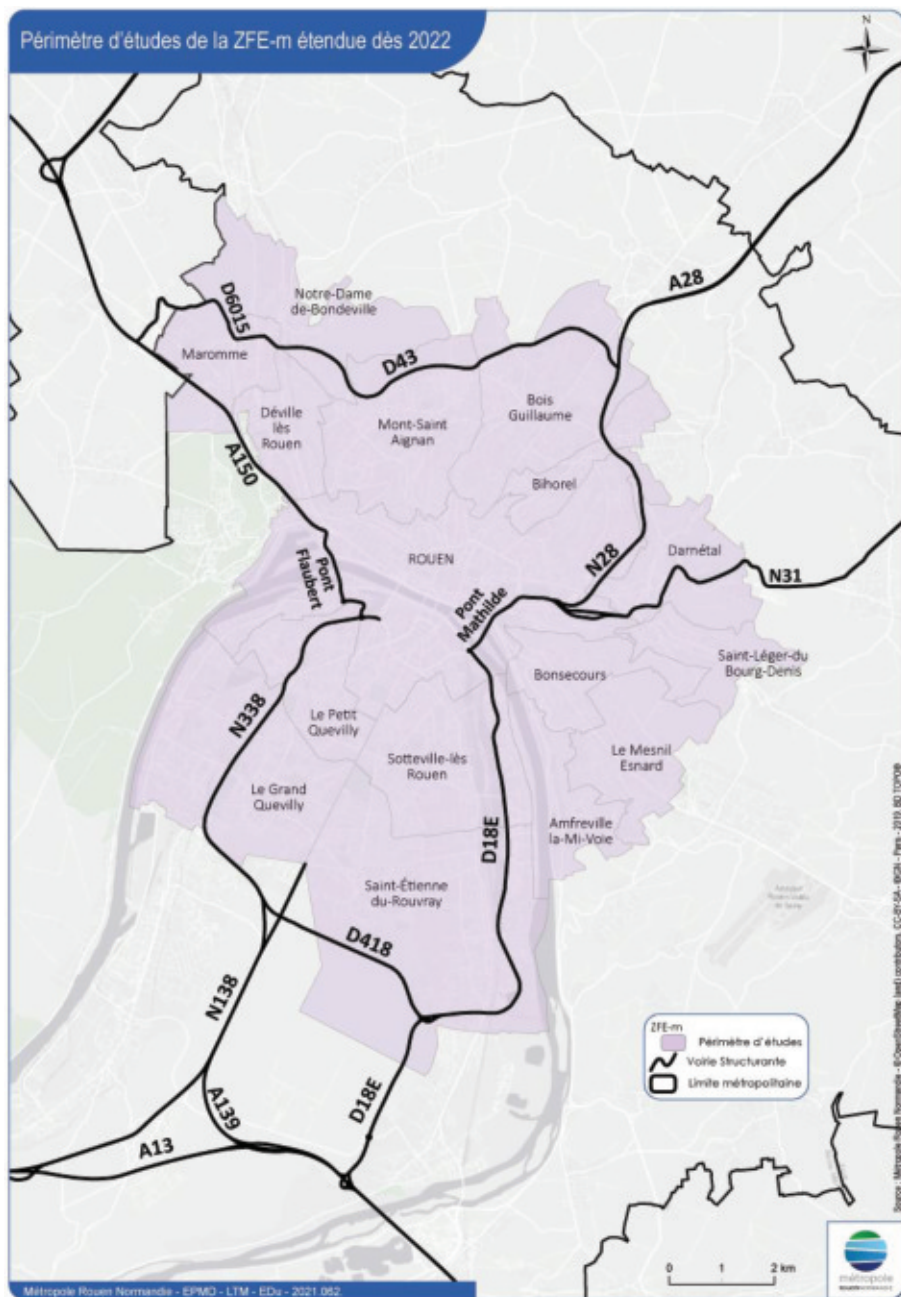 Périmètre d'études de la ZFE-m étendue dès 2022
N
A28
Notre-Dame
de-Bondeville
D6015
D43
Maromme
Bois
Guillaume
Déville
lès
Rouen
Mont-Saint
Aignan
A150
Bihorel
ROUEN
Darnétal
N28
N31
Pont
Flaubert
Pont
Mathilde
Saint-Léger-du
Bourg-Denis
Bonsecours
N338
Le Petit
Quevilly
Sotteville-lès
Rouen
Le Mesnil
Esnard
Le Grand
Quevilly
D18E
Amfreville
la-Mi-Voie
Saint-Étienne
du-Rouvray
D418
N138
ZFE-m
Périmètre d'études
Voirie Structurante
Limite métropolitaine
D18E
A139
A13
0 1 2 km
métropole
ROUENNORMANDIE
Métropole Rouen Normandie - EPMD - LTM - EDu - 2021.062